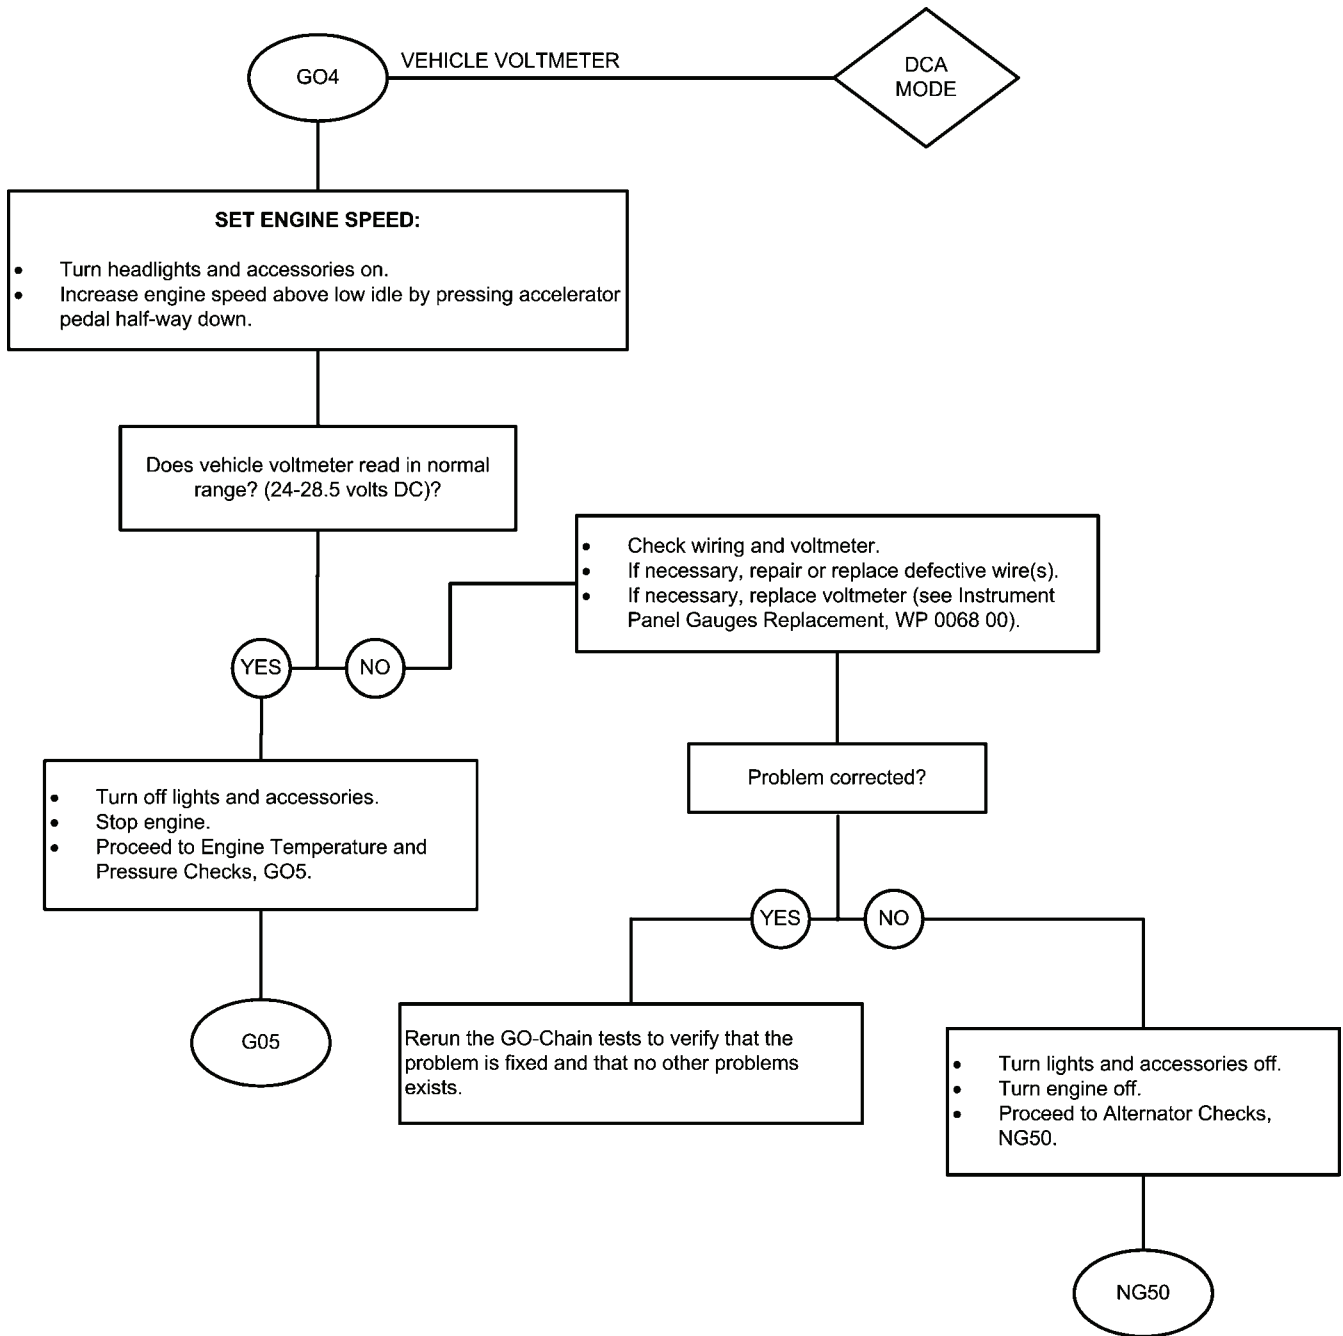 GO4
VEHICLE VOLTMETER
DCA
MODE
SET ENGINE SPEED:
• Turn headlights and accessories on.
• Increase engine speed above low idle by pressing accelerator
pedal half-way down.
Does vehicle voltmeter read in normal
range? (24-28.5 volts DC)?
• Check wiring and voltmeter.
• If necessary, repair or replace defective wire(s).
• If necessary, replace voltmeter (see Instrument
Panel Gauges Replacement, WP 0068 00).
YES
NO
Problem corrected?
• Turn off lights and accessories.
• Stop engine.
• Proceed to Engine Temperature and
Pressure Checks, GO5.
YES
NO
G05
Rerun the GO-Chain tests to verify that the
problem is fixed and that no other problems
exists.
• Turn lights and accessories off.
• Turn engine off.
• Proceed to Alternator Checks,
NG50.
NG50